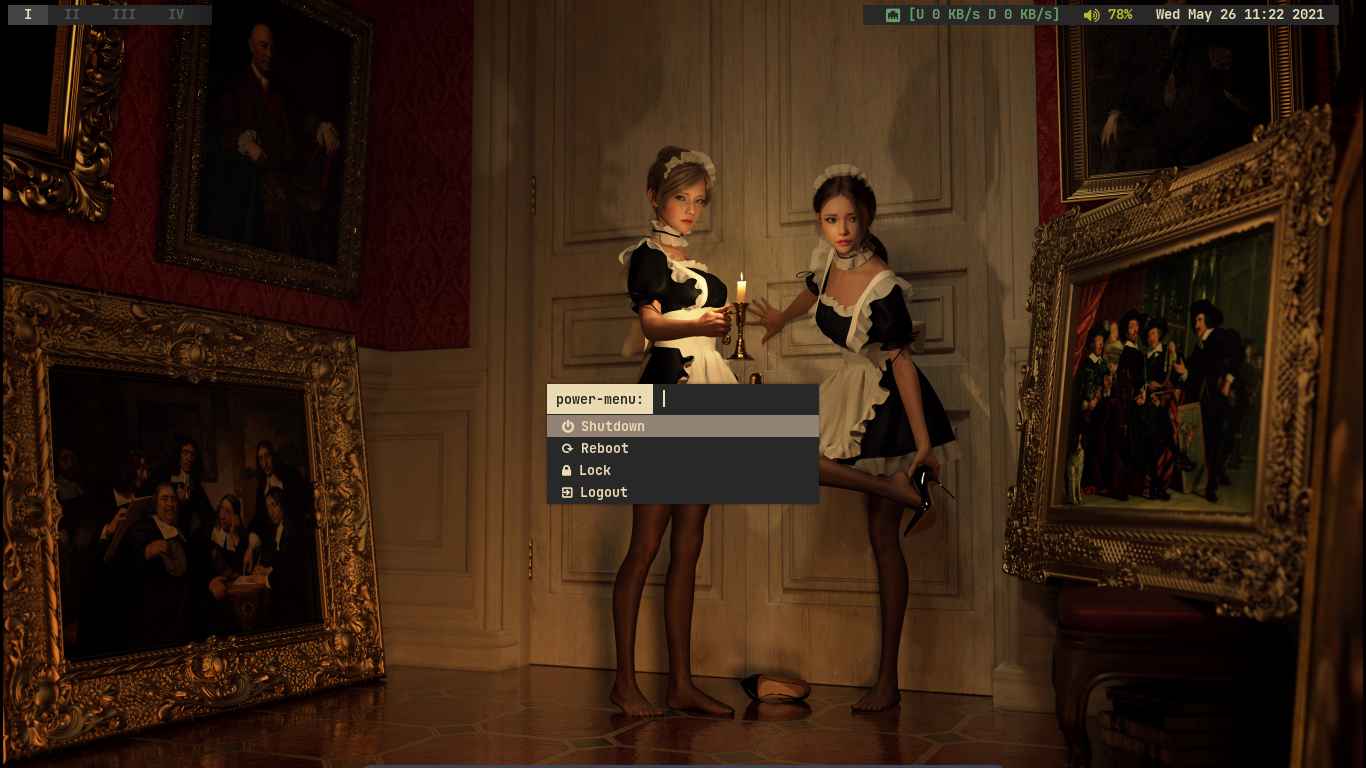 I II III IV
[U 0 KB/s D 0 KB/s] 78% Wed May 26 11:22 2021
power-menu:
Shutdown
Reboot
Lock
Logout